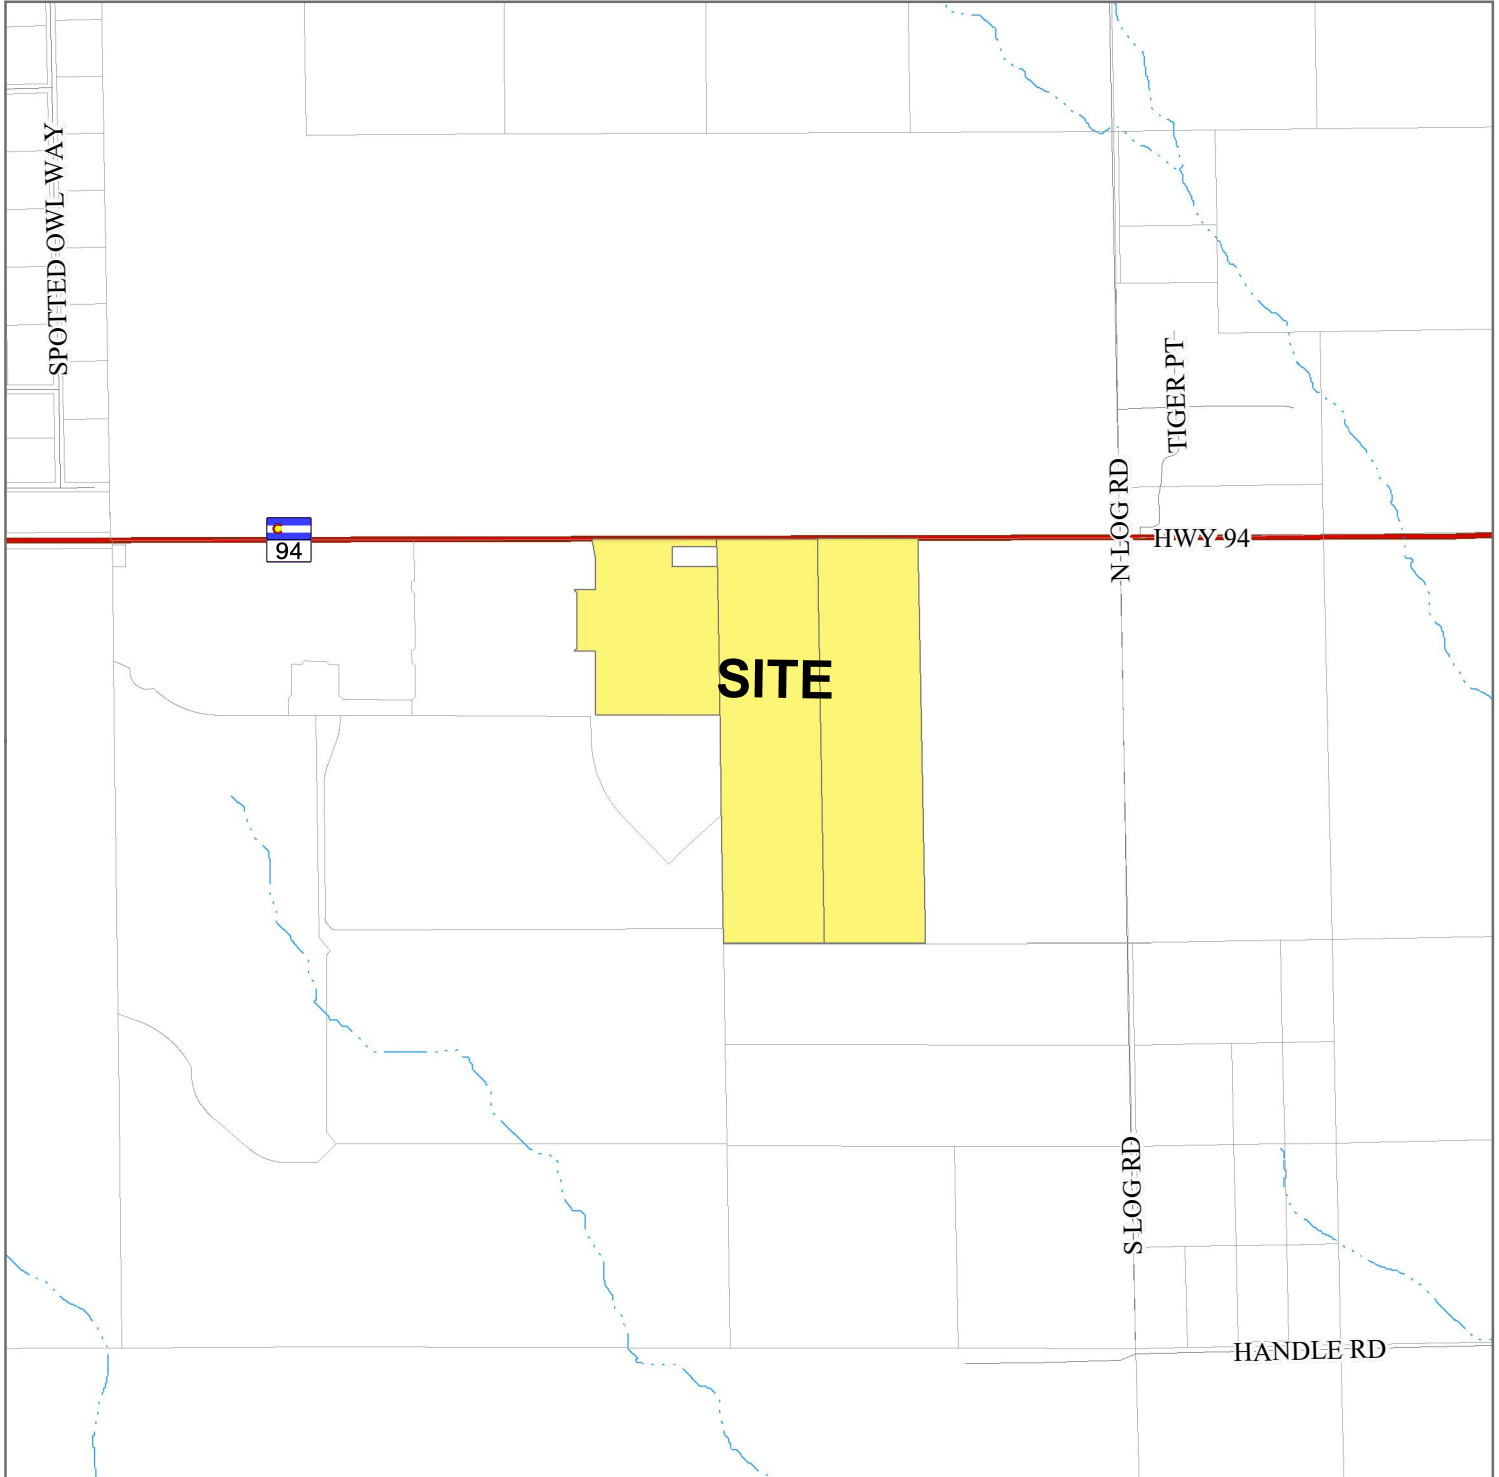 SPOTTED OWL WAY
TIGER PT
N LOG RD
C
94
HWY 94
SITE
S LOG RD
HANDLE RD